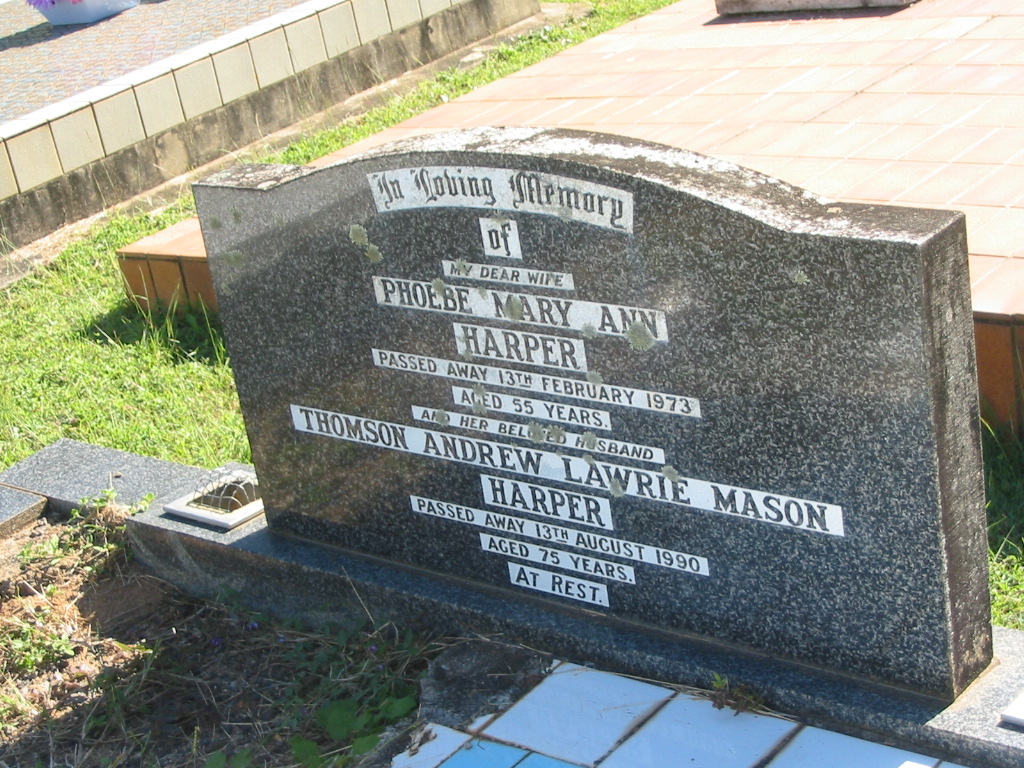 In Loving Memory
of
MY DEAR WIFE
PHOEBE MARY ANN
HARPER
PASSED AWAY 13TH FEBRUARY 1973
AGED 55 YEARS.
AND HER BELOVED HUSBAND
THOMSON ANDREW LAWRIE MASON
HARPER
PASSED AWAY 13TH AUGUST 1990
AGED 75 YEARS.
AT REST.